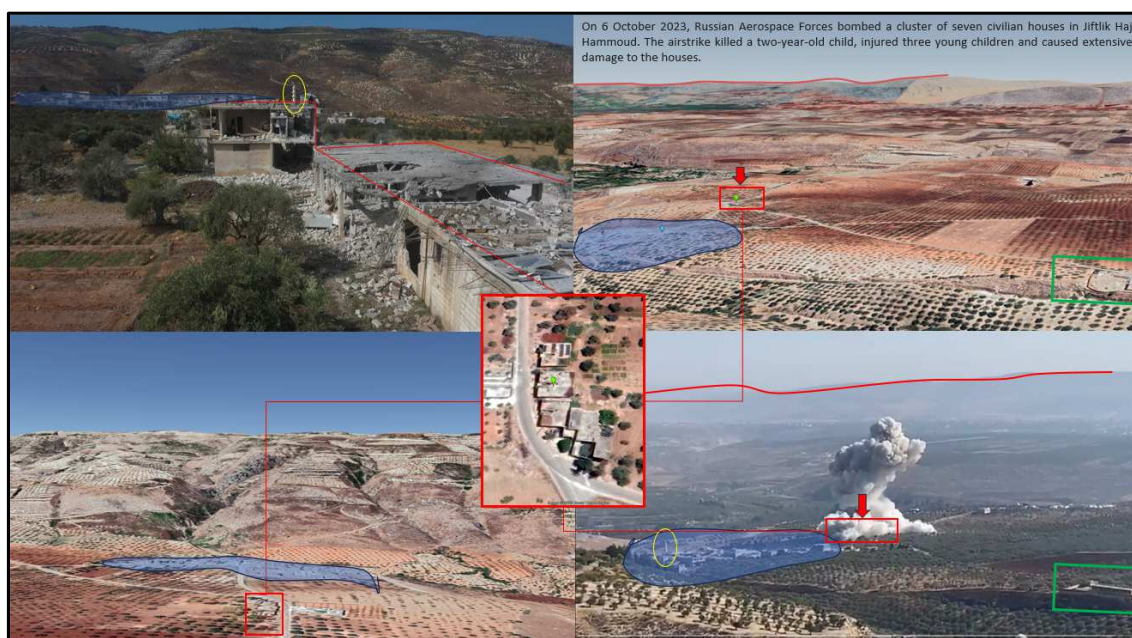 On 6 October 2023, Russian Aerospace Forces bombed a cluster of seven civilian houses in Jiftlik Haj
Hammoud. The airstrike killed a two-year-old child, injured three young children and caused extensive
damage to the houses.